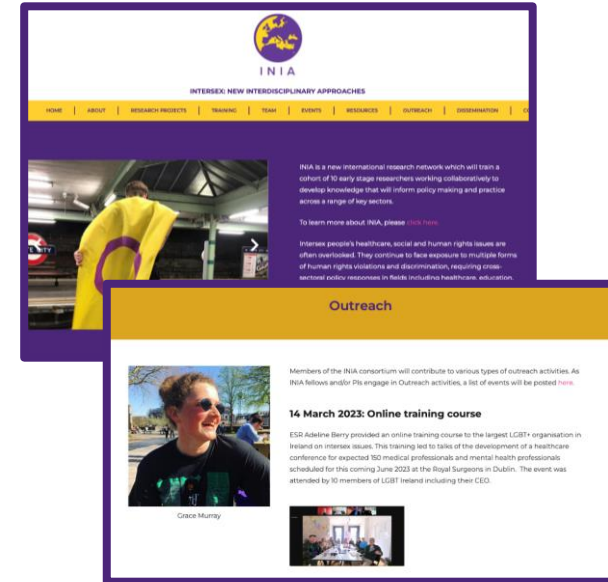 INIA
INTERSEX: NEW INTERDISCIPLINARY APPROACHES
HOME | ABOUT | RESEARCH PROJECTS | TRAINING | TEAM | EVENTS | RESOURCES | OUTREACH | DISSEMINATION |
INIA is a new international research network which will train a
cohort of 10 early stage researchers working collaboratively to
develop knowledge that will inform policy making and practice
across a range of key sectors.
To learn more about INIA, please click here.
Intersex people's healthcare, social and human rights issues are
often overlooked. They continue to face exposure to multiple forms
of human rights violations and discrimination, requiring cross-
sectoral policy responses in fields including healthcare, education,
Outreach
Members of the INIA consortium will contribute to various types of outreach activities. As
INIA fellows and/or PIs engage in Outreach activities, a list of events will be posted here.
14 March 2023: Online training course
ESR Adeline Berry provided an online training course to the largest LGBT+ organisation in
Ireland on intersex issues. This training led to talks of the development of a healthcare
conference for expected 150 medical professionals and mental health professionals
scheduled for this coming June 2023 at the Royal Surgeons in Dublin. The event was
attended by 10 members of LGBT Ireland including their CEO.
Grace Murray